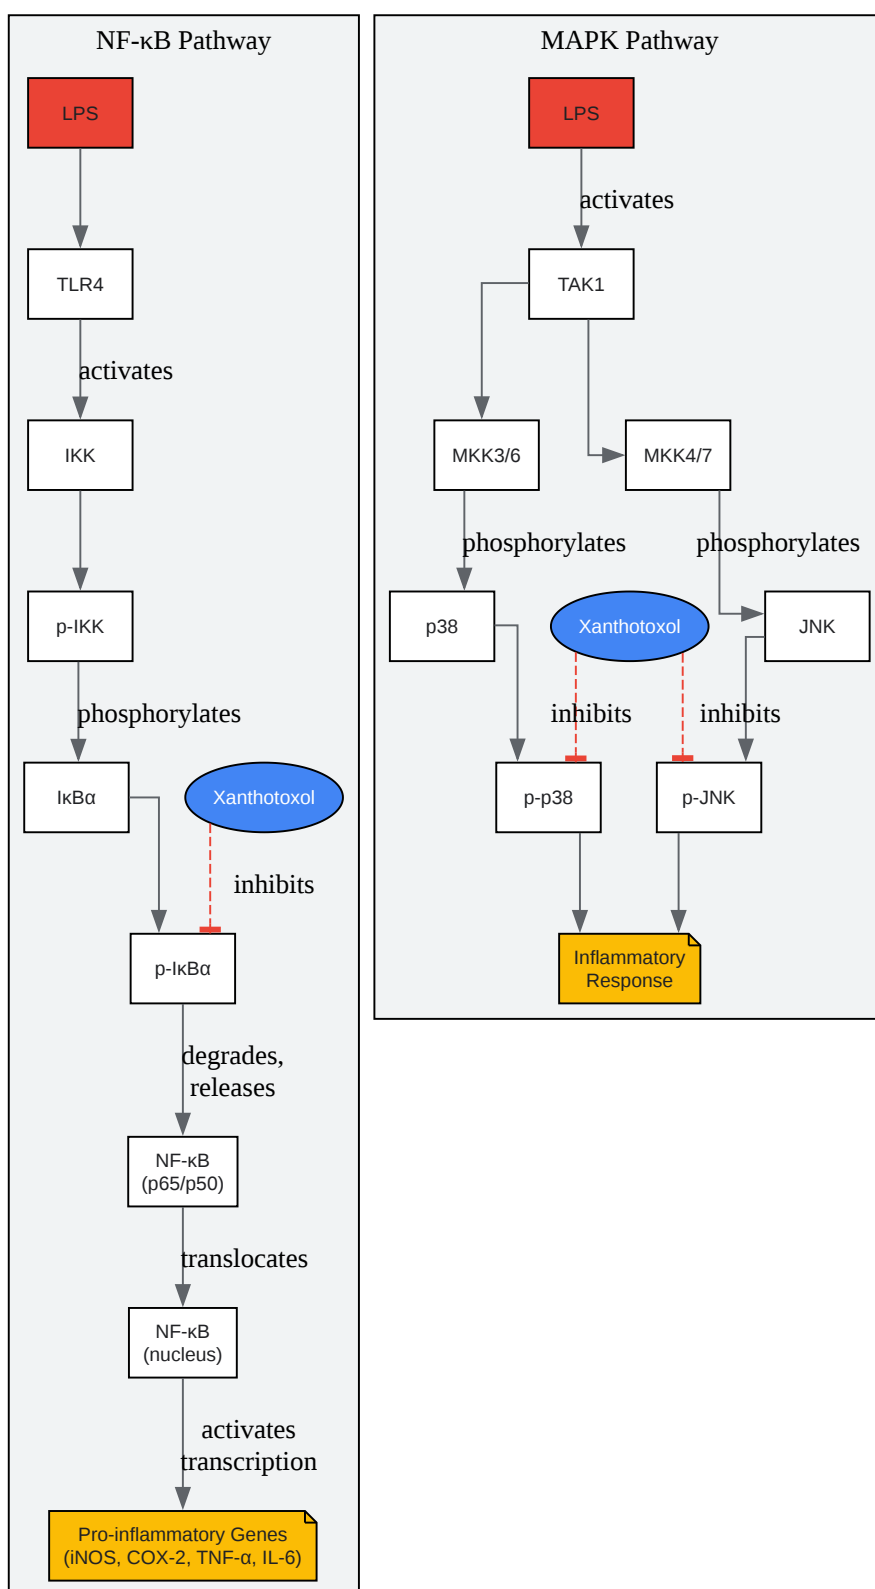 NF-κB Pathway
LPS
TLR4
activates
IKK
p-IKK
phosphorylates
IκBα
Xanthotoxol
inhibits
p-IκBα
degrades,
releases
NF-κB
(p65/p50)
translocates
NF-κB
(nucleus)
activates
transcription
Pro-inflammatory Genes
(iNOS, COX-2, TNF-α, IL-6)
MAPK Pathway
LPS
activates
TAK1
MKK3/6
MKK4/7
phosphorylates
phosphorylates
p38
Xanthotoxol
JNK
inhibits
inhibits
p-p38
p-JNK
Inflammatory
Response